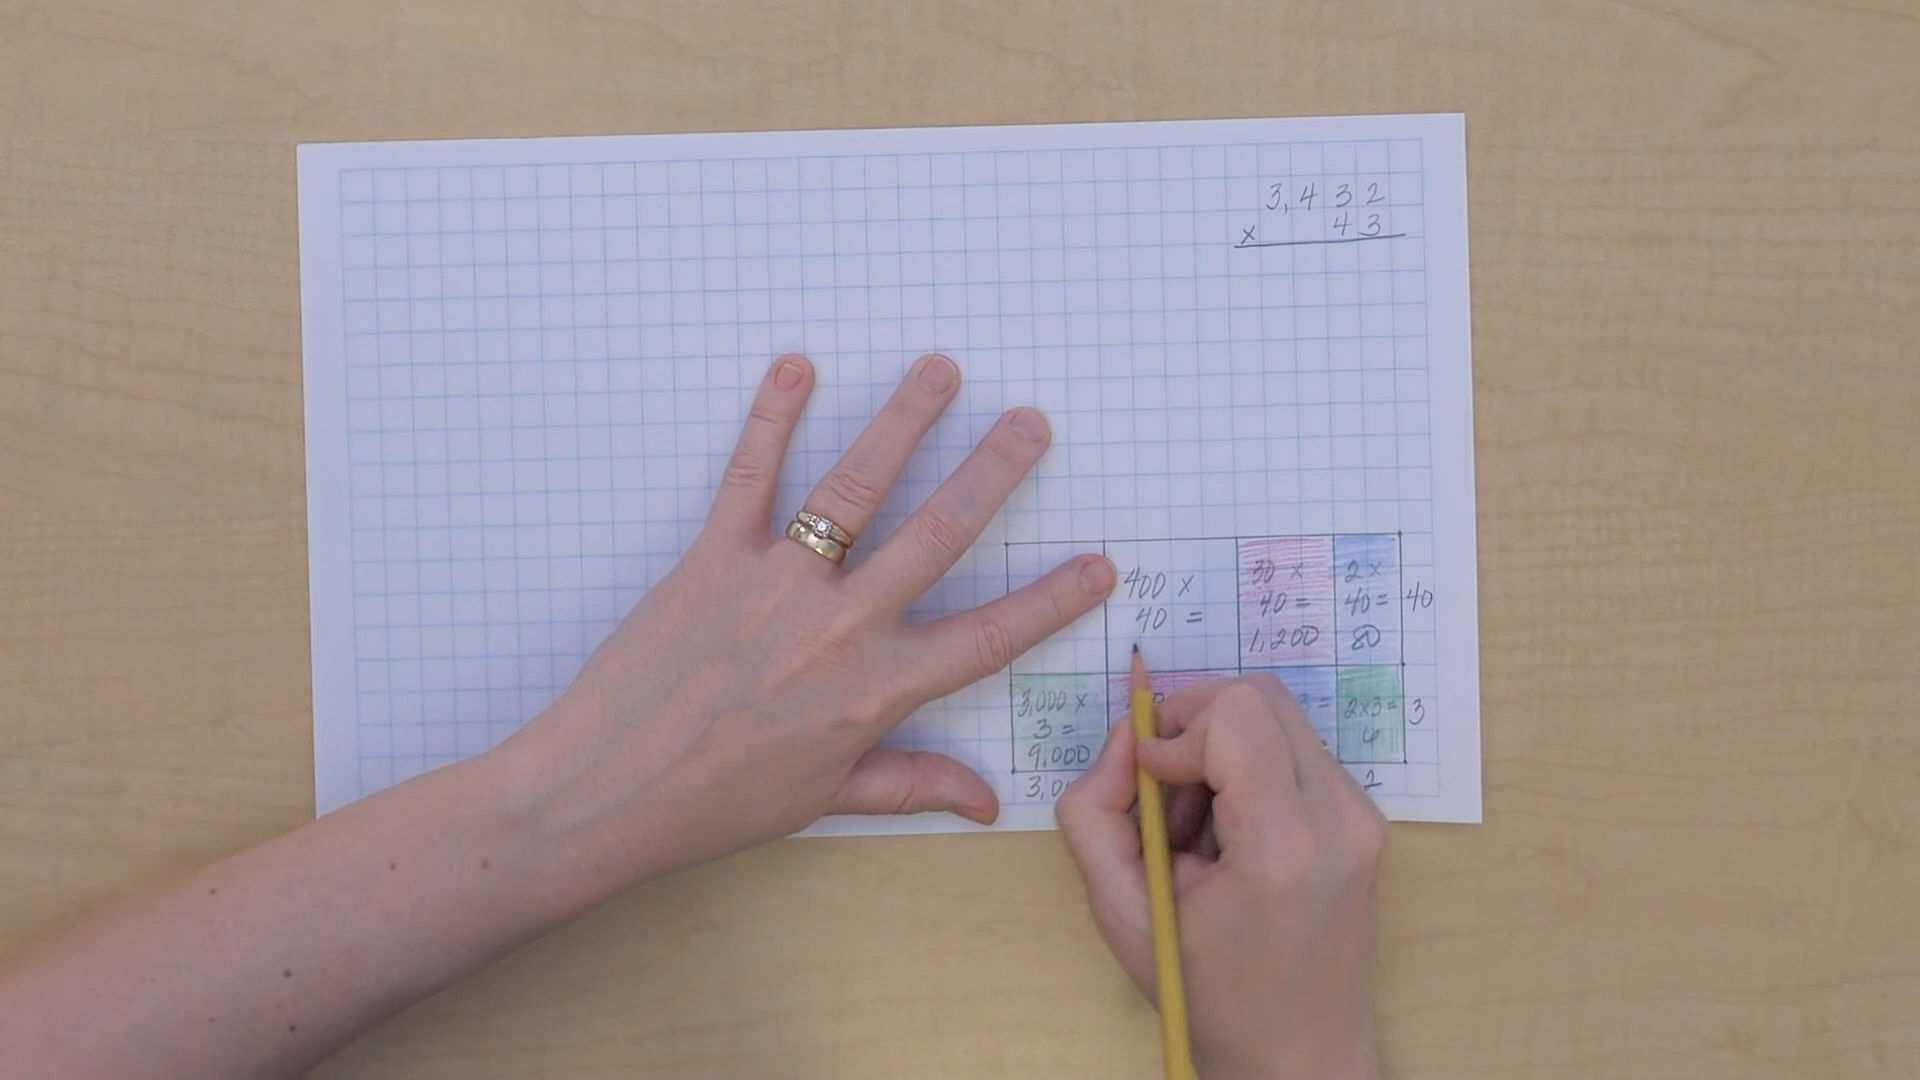 3,432
x 43
400 x
40 =
30 x
40 =
1,200
2 x
40 =
80
40
3,000 x
3 =
9,000
2x3=
6
3
2